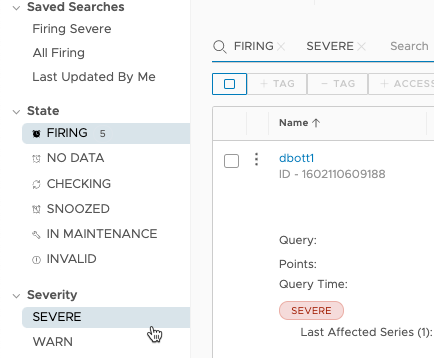 Saved Searches
Firing Severe
All Firing
Last Updated By Me
State
FIRING 5
NO DATA
CHECKING
SNOOZED
IN MAINTENANCE
INVALID
Severity
SEVERE
WARN
FIRING × SEVERE × Search
+ TAG − TAG + ACCESS
Name ↑
dbott1
ID - 1602110609188
Query:
Points:
Query Time:
SEVERE
Last Affected Series (1):